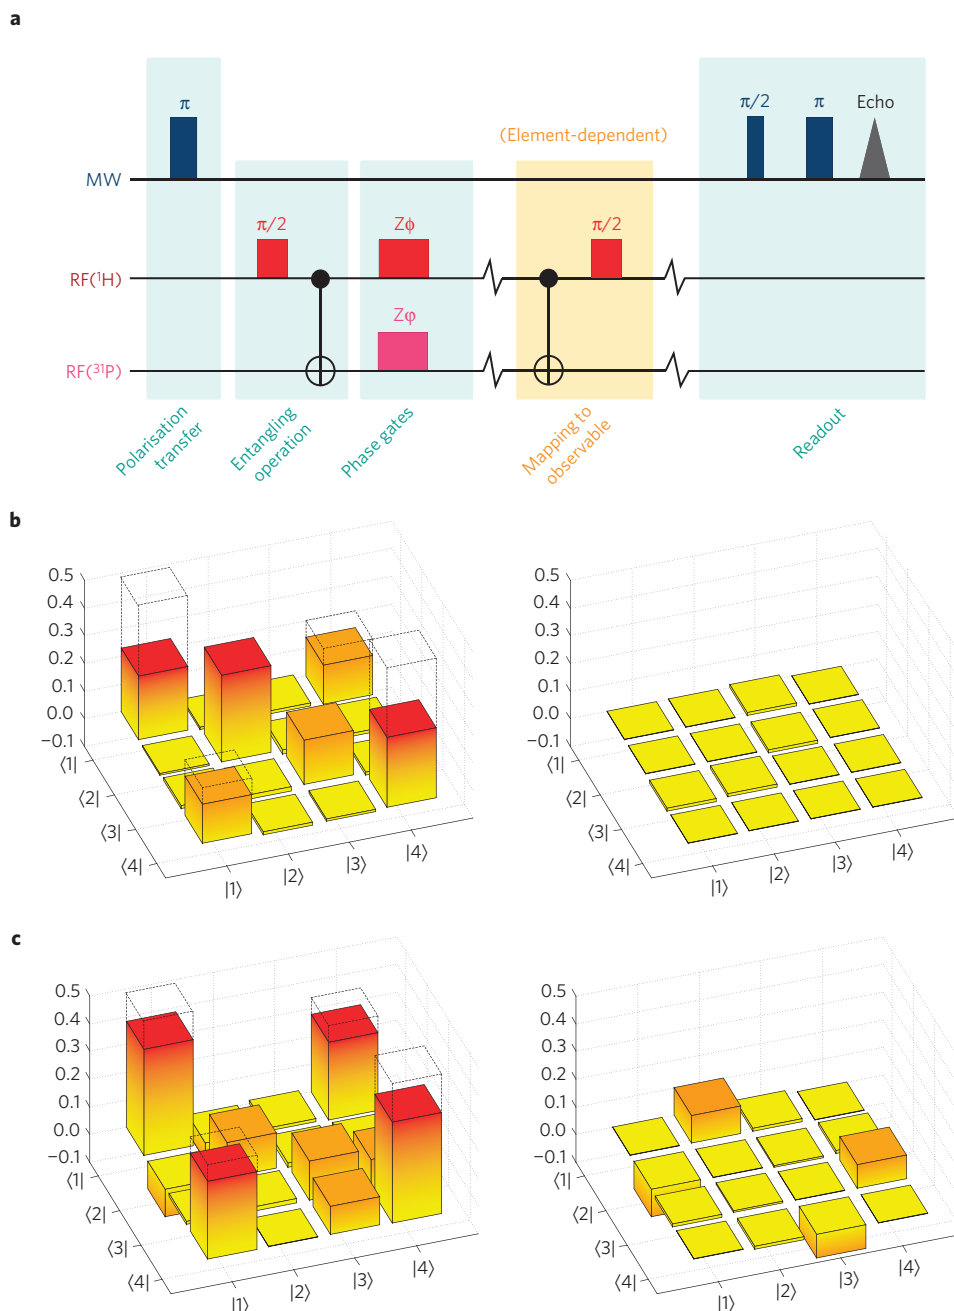 a
π
π/2
π
Echo
(Element-dependent)
MW
π/2
Zϕ
π/2
RF(¹H)
Zφ
RF(³¹P)
Polarisation
transfer
Entangling
operation
Phase gates
Mapping to
observable
Readout
b
0.5
0.4
0.3
0.2
0.1
0.0
−0.1
⟨1|
⟨2|
⟨3|
⟨4|
|1⟩
|2⟩
|3⟩
|4⟩
0.5
0.4
0.3
0.2
0.1
0.0
−0.1
⟨1|
⟨2|
⟨3|
⟨4|
|1⟩
|2⟩
|3⟩
|4⟩
c
0.5
0.4
0.3
0.2
0.1
0.0
−0.1
⟨1|
⟨2|
⟨3|
⟨4|
|1⟩
|2⟩
|3⟩
|4⟩
0.5
0.4
0.3
0.2
0.1
0.0
−0.1
⟨1|
⟨2|
⟨3|
⟨4|
|1⟩
|2⟩
|3⟩
|4⟩